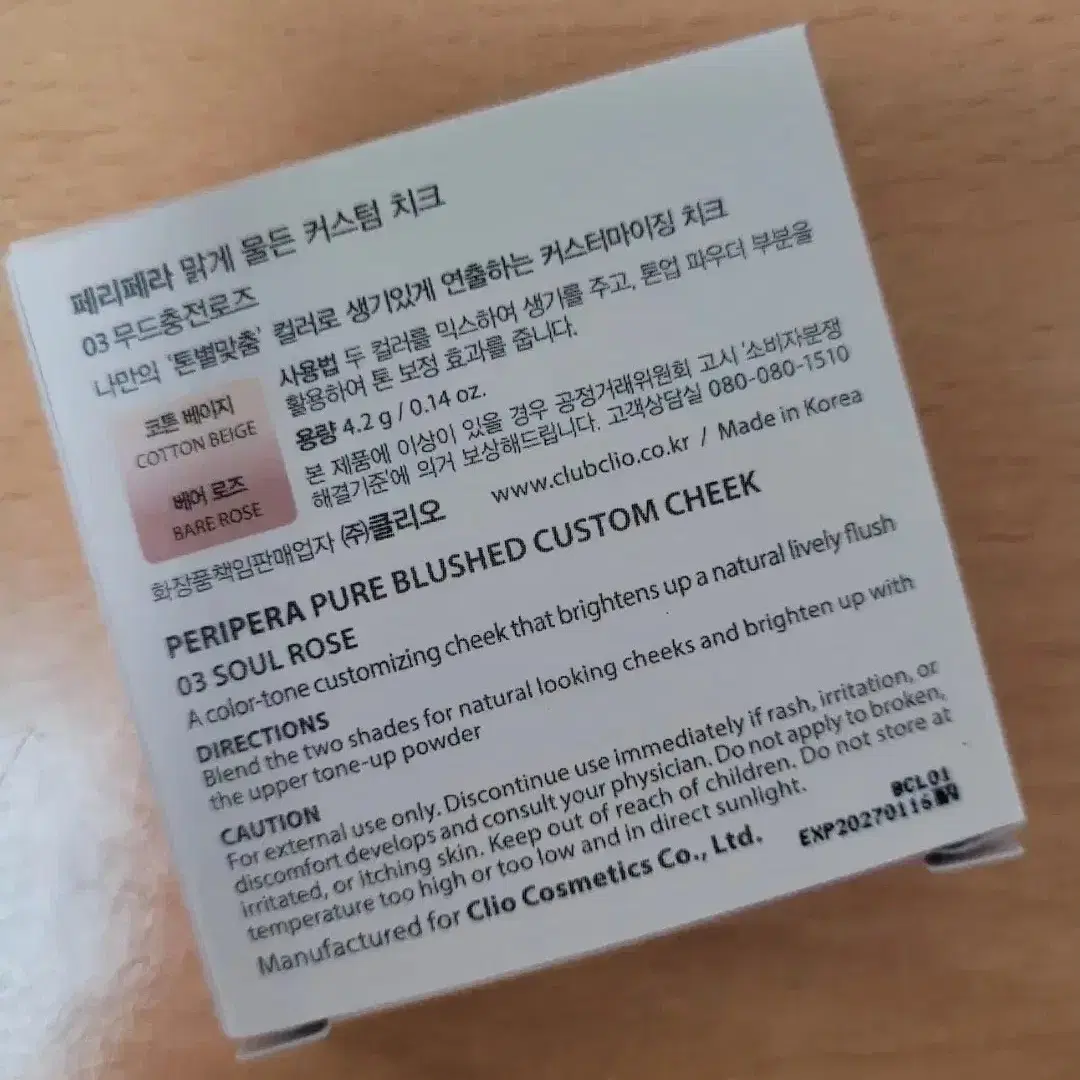 페리페라 맑게 물든 커스텀 치크
03 무드충전로즈
나만의 '톤별맞춤' 컬러로 생기있게 연출하는 커스터마이징 치크
코튼 베이지
COTTON BEIGE
베어 로즈
BARE ROSE
사용법 두 컬러를 믹스하여 생기를 주고, 톤업 파우더 부분을
활용하여 톤 보정 효과를 줍니다.
용량 4.2 g / 0.14 oz.
본 제품에 이상이 있을 경우 공정거래위원회 고시 '소비자분쟁
해결기준'에 의거 보상해드립니다. 고객상담실 080-080-1510
화장품책임판매업자 (주)클리오 www.clubclio.co.kr / Made in Korea
PERIPERA PURE BLUSHED CUSTOM CHEEK
03 SOUL ROSE
A color-tone customizing cheek that brightens up a natural lively flush
DIRECTIONS
Blend the two shades for natural looking cheeks and brighten up with
the upper tone-up powder
CAUTION
For external use only. Discontinue use immediately if rash, irritation, or
discomfort develops and consult your physician. Do not apply to broken,
irritated, or itching skin. Keep out of reach of children. Do not store at
temperature too high or too low and in direct sunlight.
Manufactured for Clio Cosmetics Co., Ltd.
BCL01
EXP20270116